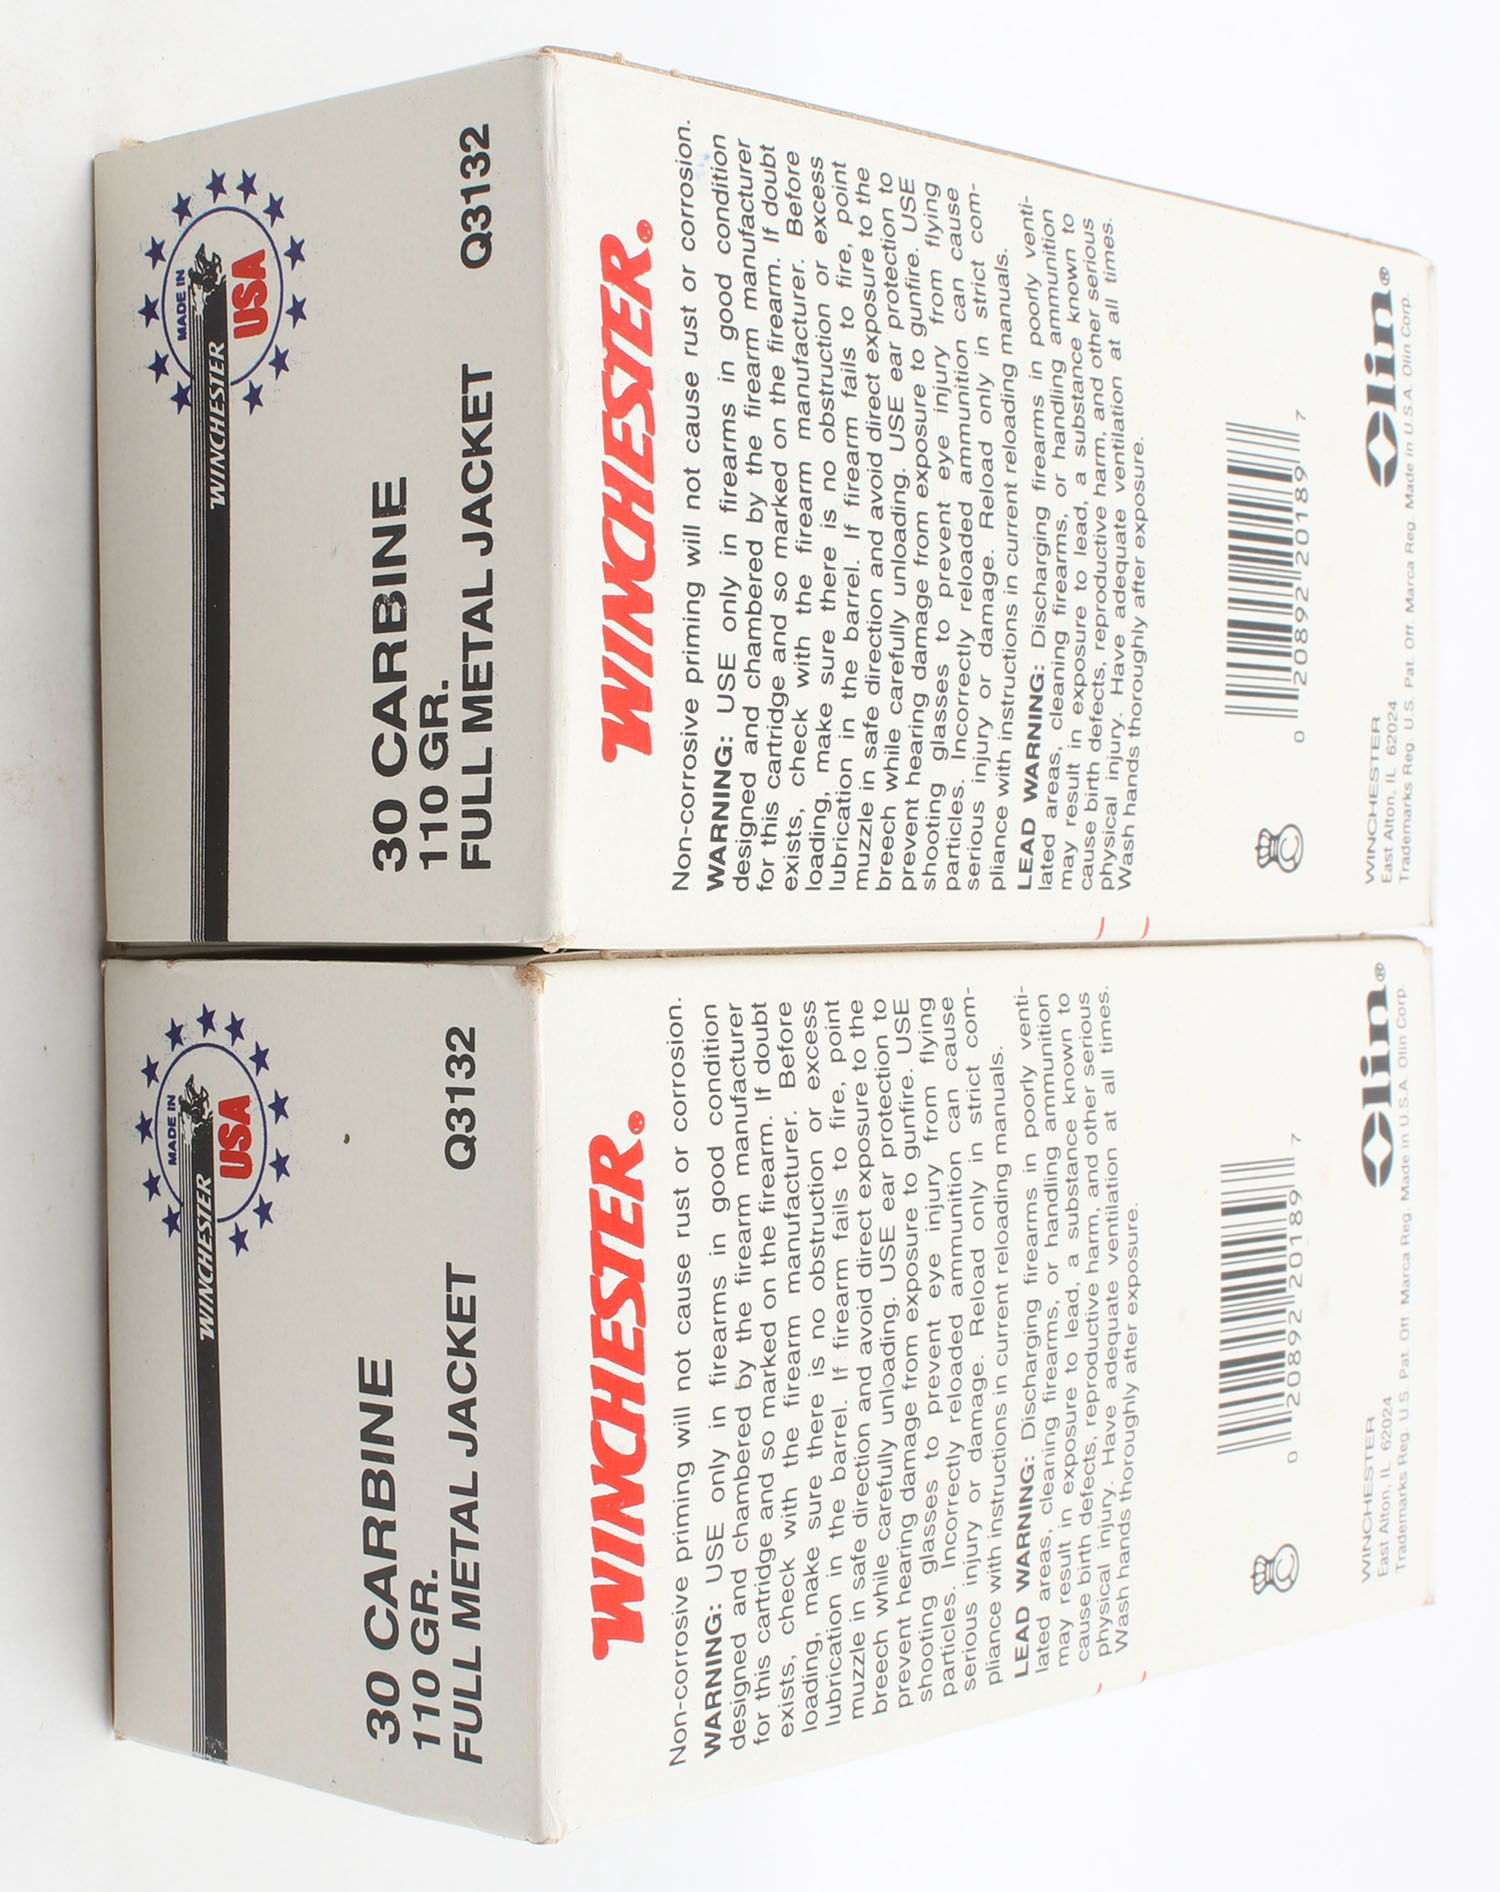 MADE IN
WINCHESTER
USA
30 CARBINE
110 GR.
FULL METAL JACKET Q3132
WINCHESTER.
Non-corrosive priming will not cause rust or corrosion.
WARNING: USE only in firearms in good condition
designed and chambered by the firearm manufacturer
for this cartridge and so marked on the firearm. If doubt
exists, check with the firearm manufacturer. Before
loading, make sure there is no obstruction or excess
lubrication in the barrel. If firearm fails to fire, point
muzzle in safe direction and avoid direct exposure to the
breech while carefully unloading. USE ear protection to
prevent hearing damage from exposure to gunfire. USE
shooting glasses to prevent eye injury from flying
particles. Incorrectly reloaded ammunition can cause
serious injury or damage. Reload only in strict com-
pliance with instructions in current reloading manuals.
LEAD WARNING: Discharging firearms in poorly venti-
lated areas, cleaning firearms, or handling ammunition
may result in exposure to lead, a substance known to
cause birth defects, reproductive harm, and other serious
physical injury. Have adequate ventilation at all times.
Wash hands thoroughly after exposure.
0 20892 20189 7
C
WINCHESTER
East Alton, IL 62024
Olin®
Trademarks Reg. U.S. Pat. Off. Marca Reg. Made in U.S.A. Olin Corp.
MADE IN
WINCHESTER
USA
30 CARBINE
110 GR.
FULL METAL JACKET Q3132
WINCHESTER.
Non-corrosive priming will not cause rust or corrosion.
WARNING: USE only in firearms in good condition
designed and chambered by the firearm manufacturer
for this cartridge and so marked on the firearm. If doubt
exists, check with the firearm manufacturer. Before
loading, make sure there is no obstruction or excess
lubrication in the barrel. If firearm fails to fire, point
muzzle in safe direction and avoid direct exposure to the
breech while carefully unloading. USE ear protection to
prevent hearing damage from exposure to gunfire. USE
shooting glasses to prevent eye injury from flying
particles. Incorrectly reloaded ammunition can cause
serious injury or damage. Reload only in strict com-
pliance with instructions in current reloading manuals.
LEAD WARNING: Discharging firearms in poorly venti-
lated areas, cleaning firearms, or handling ammunition
may result in exposure to lead, a substance known to
cause birth defects, reproductive harm, and other serious
physical injury. Have adequate ventilation at all times.
Wash hands thoroughly after exposure.
0 20892 20189 7
C
WINCHESTER
East Alton, IL 62024
Olin®
Trademarks Reg. U.S. Pat. Off. Marca Reg. Made in U.S.A. Olin Corp.